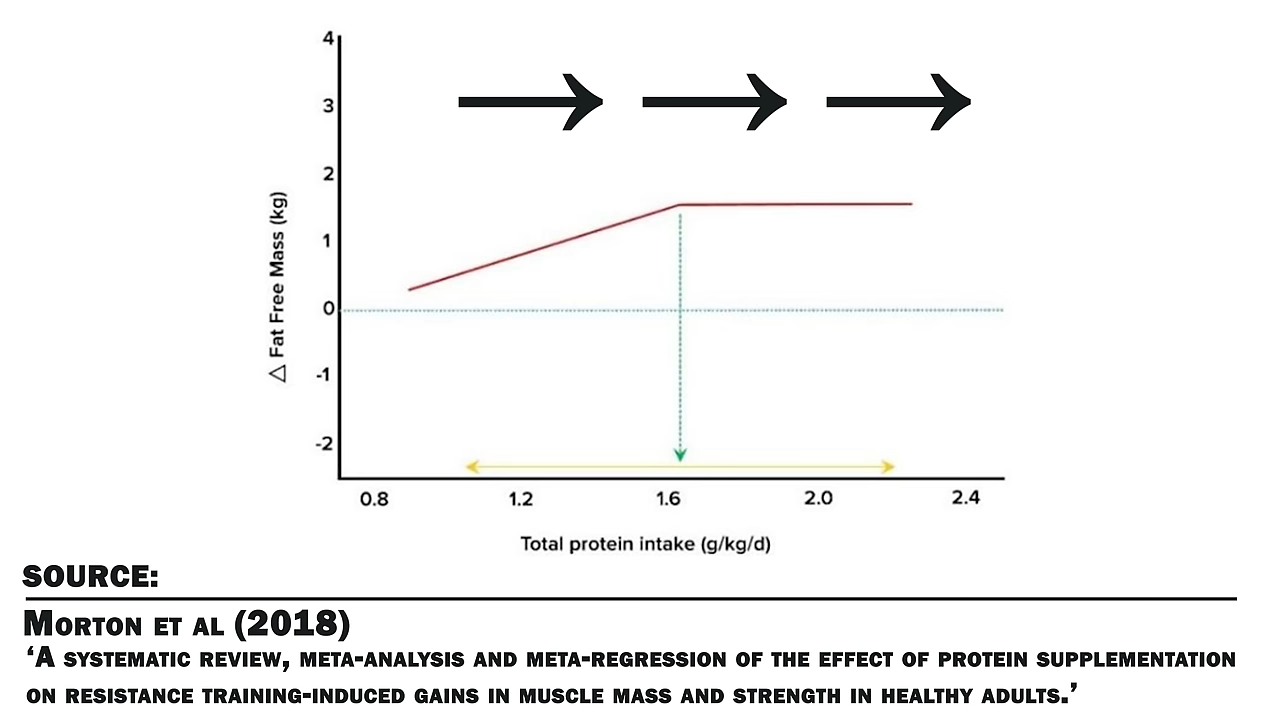 4
3
2
1
0
-1
-2
△ Fat Free Mass (kg)
0.8 1.2 1.6 2.0 2.4
Total protein intake (g/kg/d)
SOURCE:
MORTON ET AL (2018)
‘A SYSTEMATIC REVIEW, META-ANALYSIS AND META-REGRESSION OF THE EFFECT OF PROTEIN SUPPLEMENTATION
ON RESISTANCE TRAINING-INDUCED GAINS IN MUSCLE MASS AND STRENGTH IN HEALTHY ADULTS.’